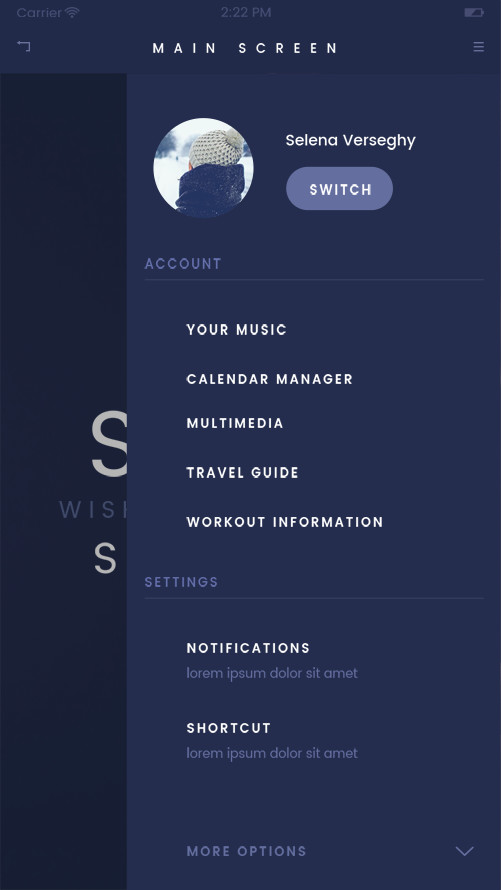 Carrier 2:22 PM
MAIN SCREEN
Selena Verseghy
SWITCH
ACCOUNT
YOUR MUSIC
CALENDAR MANAGER
MULTIMEDIA
S
TRAVEL GUIDE
WISH
WORKOUT INFORMATION
S
SETTINGS
NOTIFICATIONS
lorem ipsum dolor sit amet
SHORTCUT
lorem ipsum dolor sit amet
MORE OPTIONS